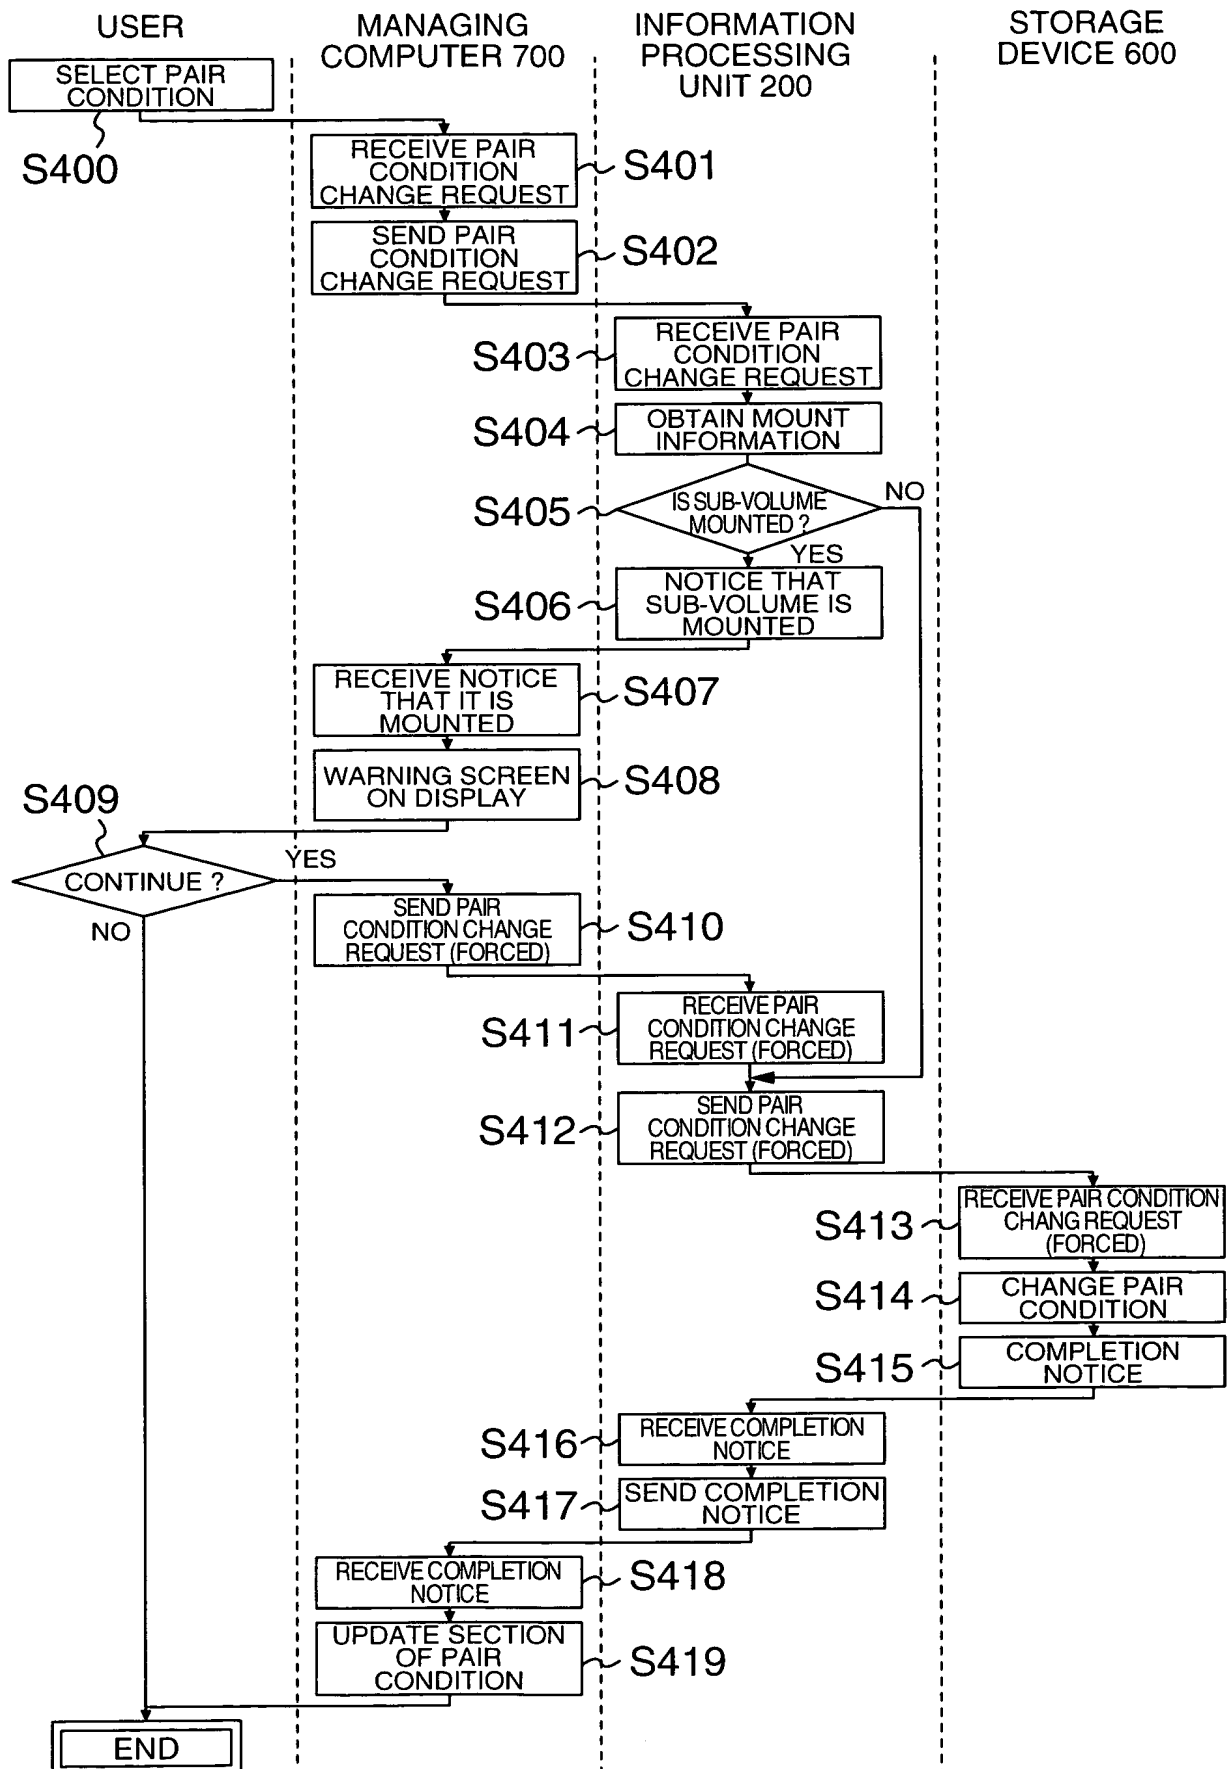 USER
MANAGING
COMPUTER 700
INFORMATION
PROCESSING
UNIT 200
STORAGE
DEVICE 600
SELECT PAIR
CONDITION
S400
RECEIVE PAIR
CONDITION
CHANGE REQUEST
S401
SEND PAIR
CONDITION
CHANGE REQUEST
S402
RECEIVE PAIR
CONDITION
CHANGE REQUEST
S403
OBTAIN MOUNT
INFORMATION
S404
IS SUB-VOLUME
MOUNTED ?
S405
NO
YES
NOTICE THAT
SUB-VOLUME IS
MOUNTED
S406
RECEIVE NOTICE
THAT IT IS
MOUNTED
S407
WARNING SCREEN
ON DISPLAY
S408
S409
CONTINUE ?
YES
NO
SEND PAIR
CONDITION CHANGE
REQUEST (FORCED)
S410
RECEIVE PAIR
CONDITION CHANGE
REQUEST (FORCED)
S411
SEND PAIR
CONDITION CHANGE
REQUEST (FORCED)
S412
RECEIVE PAIR CONDITION
CHANG REQUEST
(FORCED)
S413
CHANGE PAIR
CONDITION
S414
COMPLETION
NOTICE
S415
RECEIVE COMPLETION
NOTICE
S416
SEND COMPLETION
NOTICE
S417
RECEIVE COMPLETION
NOTICE
S418
UPDATE SECTION
OF PAIR
CONDITION
S419
END